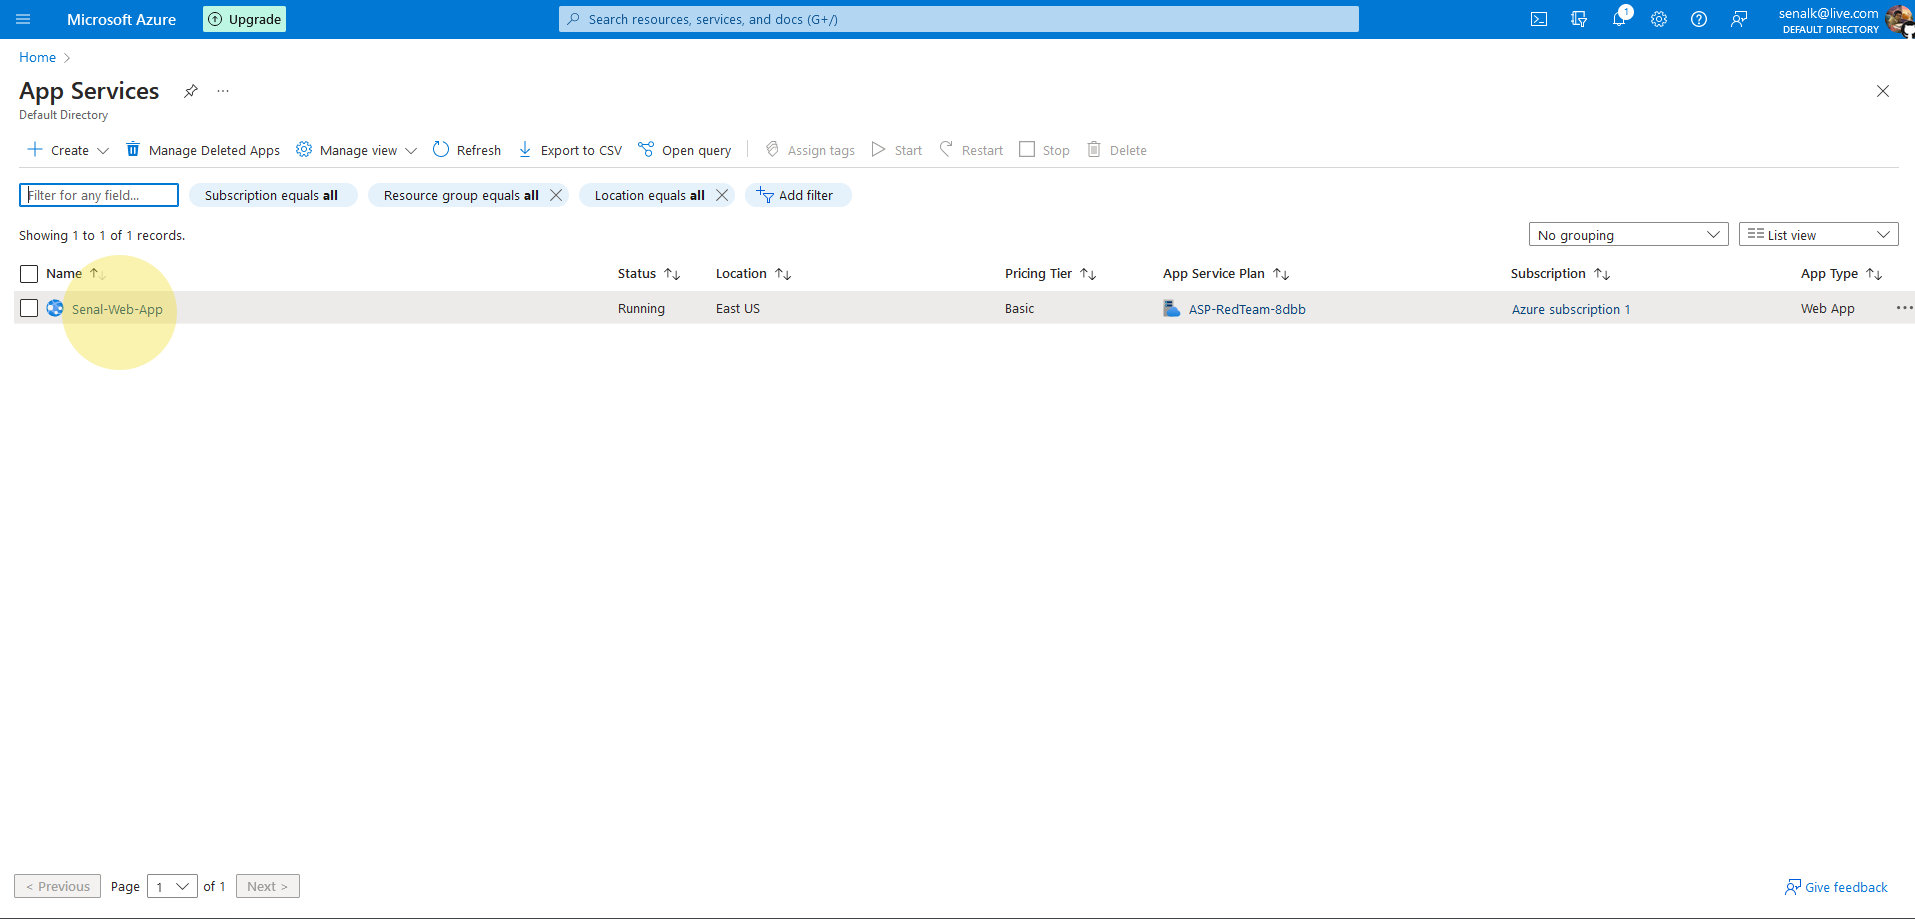 Microsoft Azure Upgrade Search resources, services, and docs (G+/) 1 senalk@live.com
DEFAULT DIRECTORY
Home
App Services ...
Default Directory
Create Manage Deleted Apps Manage view Refresh Export to CSV Open query Assign tags Start Restart Stop Delete
Filter for any field... Subscription equals all Resource group equals all Location equals all Add filter
Showing 1 to 1 of 1 records. No grouping List view
Name Status Location Pricing Tier App Service Plan Subscription App Type
Senal-Web-App Running East US Basic ASP-RedTeam-8dbb Azure subscription 1 Web App ...
< Previous Page 1 of 1 Next > Give feedback